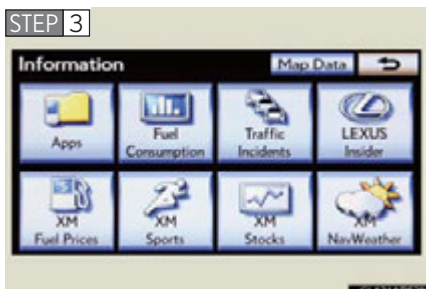 STEP 3
Information
Map Data
Apps
Fuel
Consumption
Traffic
Incidents
LEXUS
Insider
XM
Fuel Prices
XM
Sports
XM
Stocks
XM
NavWeather